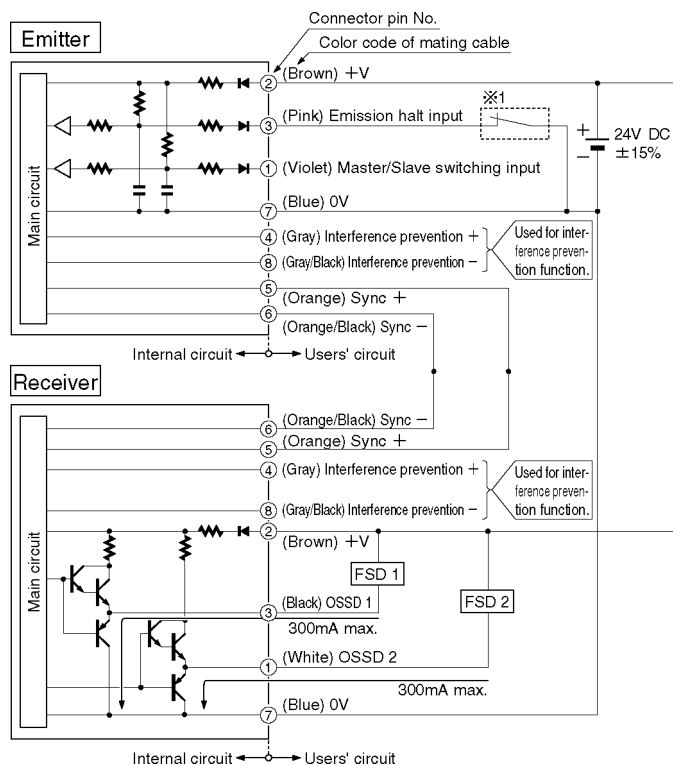 Connector pin No.
Emitter
Color code of mating cable
2 (Brown) +V
※1
3 (Pink) Emission halt input
+
24V DC
−
±15%
1 (Violet) Master/Slave switching input
Main circuit
7 (Blue) 0V
4 (Gray) Interference prevention +
8 (Gray/Black) Interference prevention −
Used for inter-
ference preven-
tion function.
5
(Orange) Sync +
6
(Orange/Black) Sync −
Internal circuit
Users' circuit
Receiver
(Orange/Black) Sync −
6
(Orange) Sync +
5
4 (Gray) Interference prevention +
8 (Gray/Black) Interference prevention −
Used for inter-
ference preven-
tion function.
2
(Brown) +V
Main circuit
FSD 1
FSD 2
(Black) OSSD 1
3
300mA max.
(White) OSSD 2
1
300mA max.
(Blue) 0V
7
Internal circuit
Users' circuit